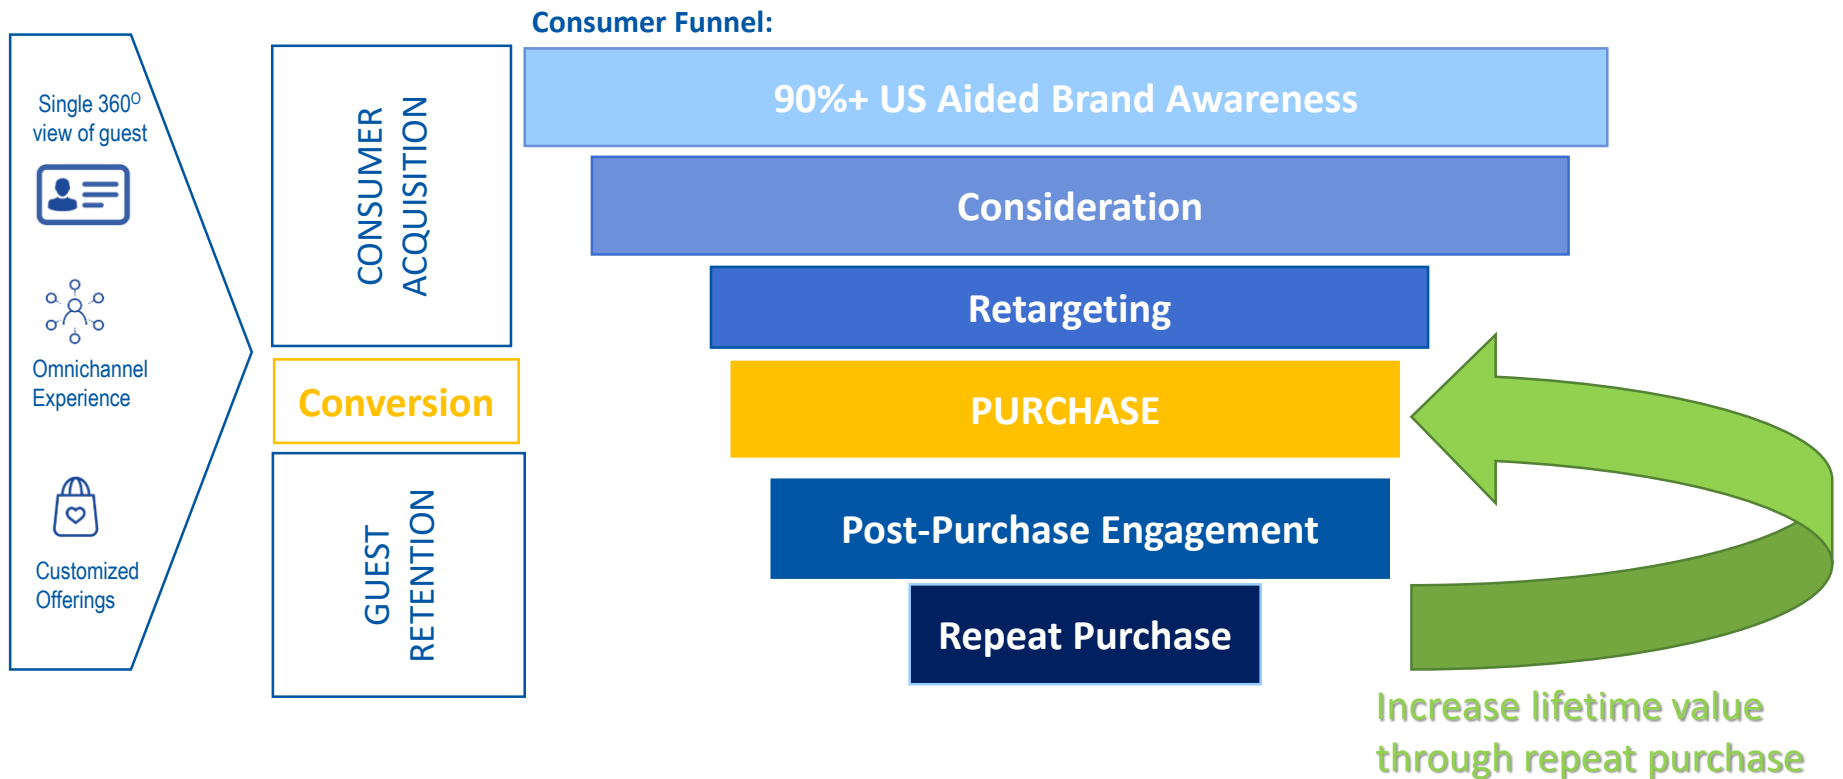 Consumer Funnel:
Single 360O
view of guest
Omnichannel
Experience
Customized
Offerings
CONSUMER
ACQUISITION
Conversion
GUEST
RETENTION
90%+ US Aided Brand Awareness
Consideration
Retargeting
PURCHASE
Post-Purchase Engagement
Repeat Purchase
Increase lifetime value
through repeat purchase